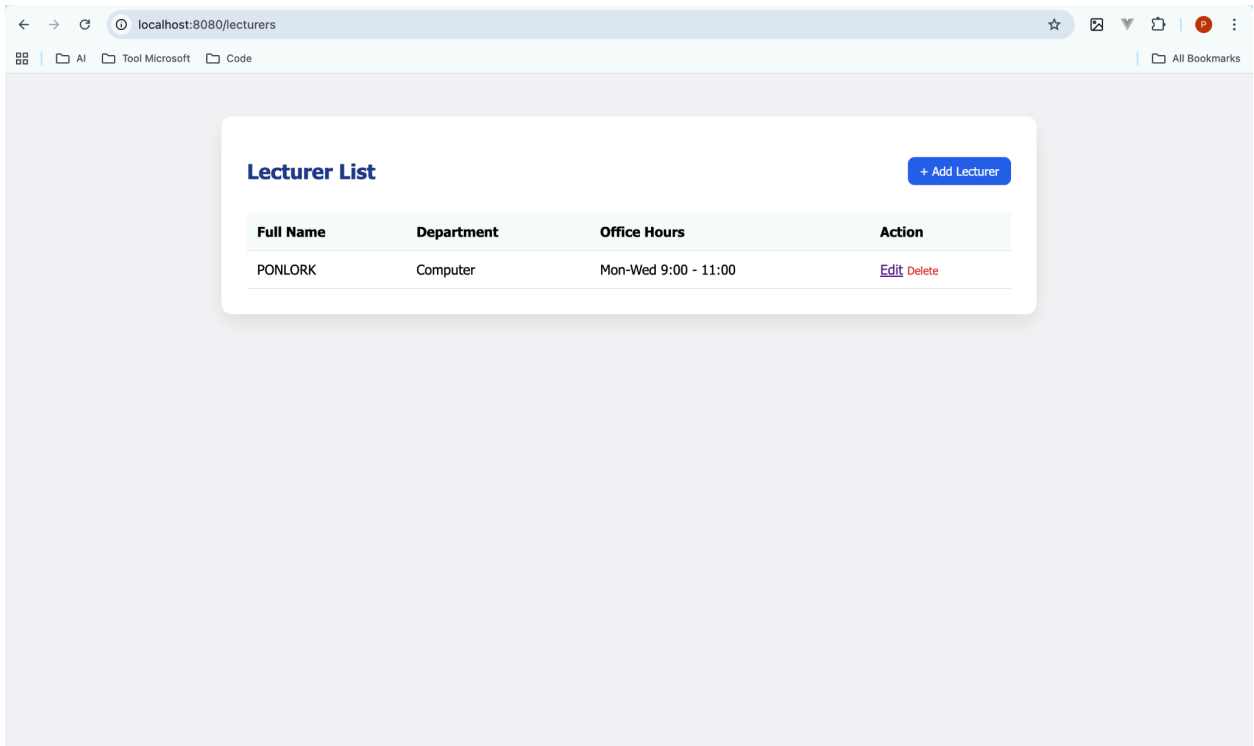 localhost:8080/lecturers
P
AI Tool Microsoft Code All Bookmarks
Lecturer List + Add Lecturer
Full Name Department Office Hours Action
PONLORK Computer Mon-Wed 9:00 - 11:00 Edit Delete